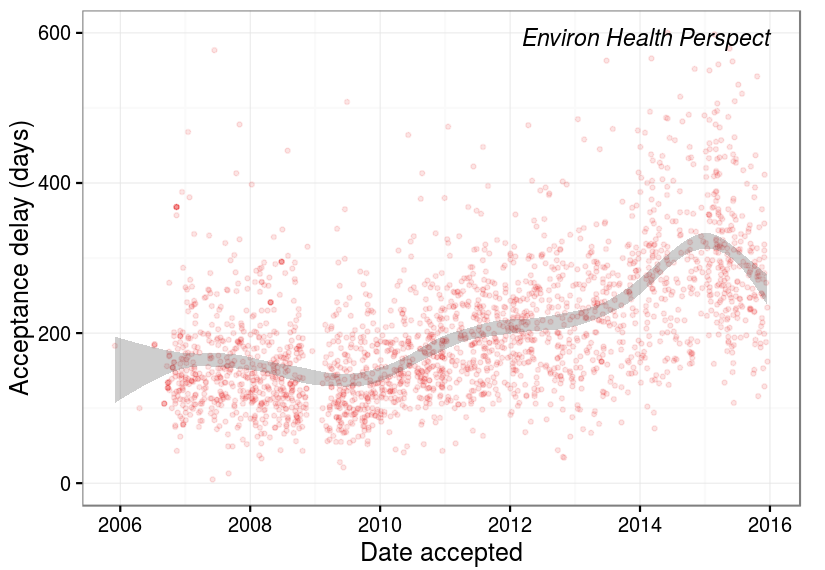 Environ Health Perspect
600
400
200
0
Acceptance delay (days)
2006 2008 2010 2012 2014 2016
Date accepted